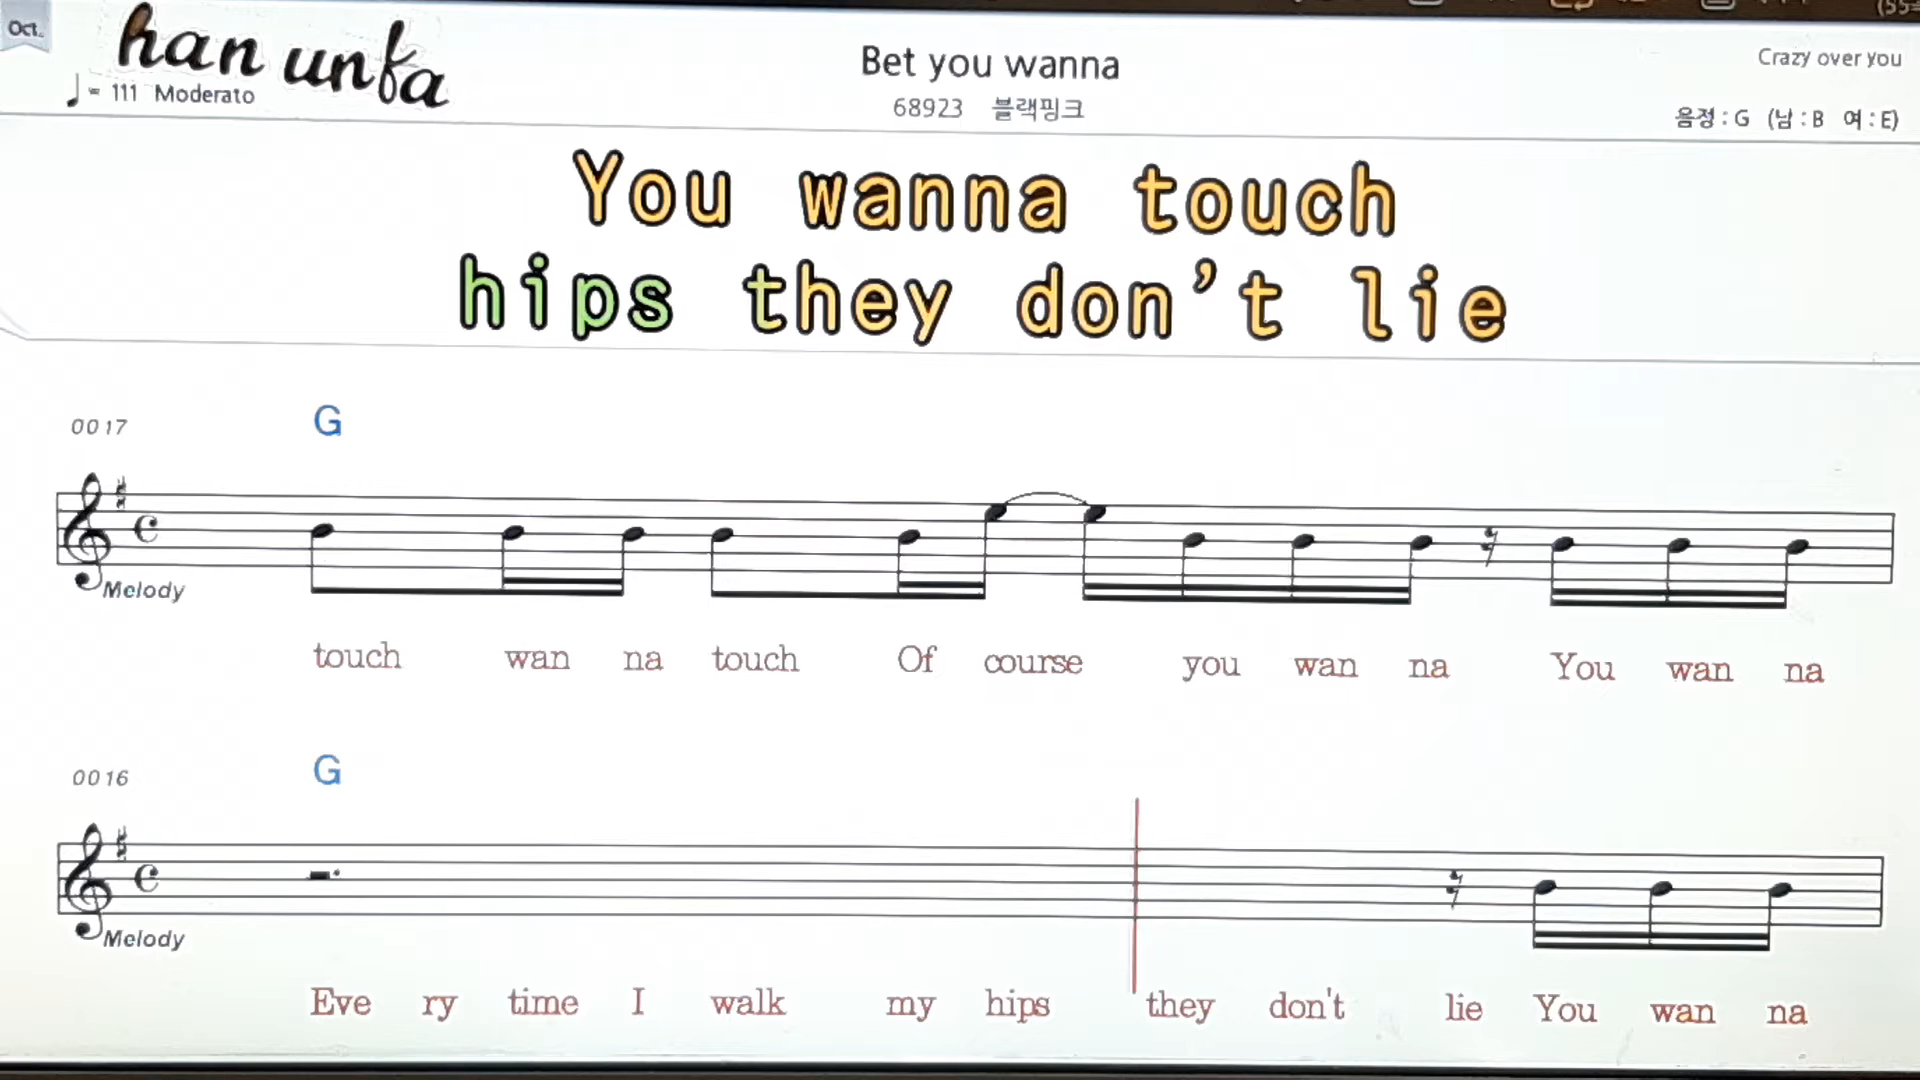 Oct.
han unfa
♩= 111 Moderato
Bet you wanna
68923 블랙핑크
Crazy over you
음정 : G (남 : B 여 : E)
You wanna touch
hips they don't lie
0017
G
Melody
touch wan na touch Of course you wan na You wan na
0016
G
Melody
Eve ry time I walk my hips they don't lie You wan na